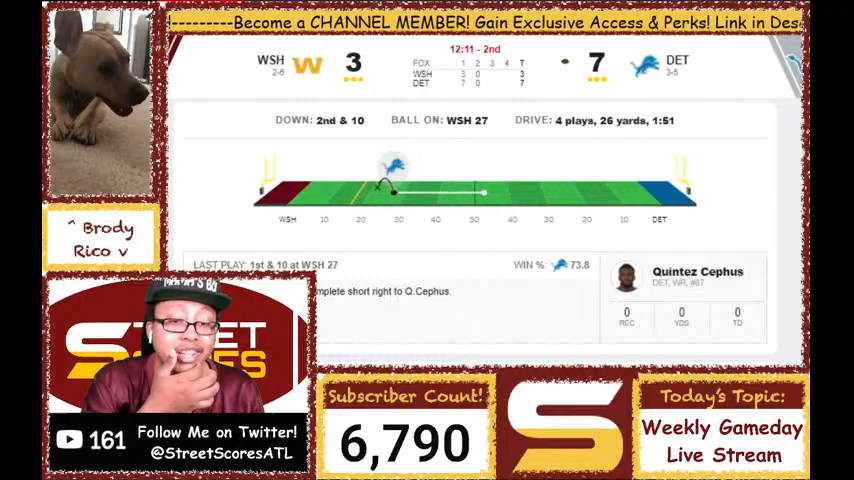 !--------Become a CHANNEL MEMBER! Gain Exclusive Access & Perks! Link in Des
WSH
2-6
W
3
12:11 - 2nd
FOX 1 2 3 4 T
WSH 3 0 3
DET 7 0 7
7
DET
3-5
DOWN: 2nd & 10 BALL ON: WSH 27 DRIVE: 4 plays, 26 yards, 1:51
WSH 10 20 30 40 50 40 30 20 10 DET
LAST PLAY: 1st & 10 at WSH 27
WIN %: 73.8
mplete short right to Q.Cephus.
Quintez Cephus
DET, WR, #87
0 0 0
REC YDS TD
^ Brody
Rico v
STREET
SCORES
161
Follow Me on Twitter!
@StreetScoresATL
Subscriber Count!
6,790
S
Today's Topic:
Weekly Gameday
Live Stream